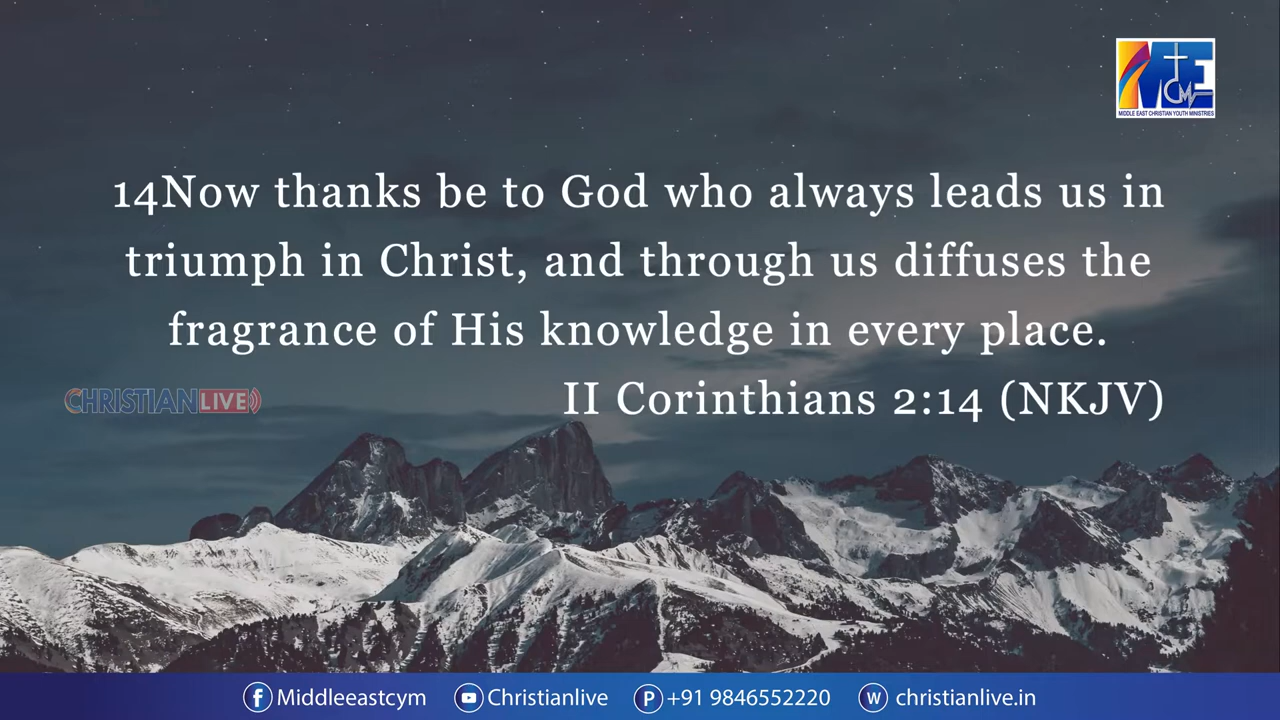 MECM
MIDDLE EAST CHRISTIAN YOUTH MINISTRIES
14Now thanks be to God who always leads us in
triumph in Christ, and through us diffuses the
fragrance of His knowledge in every place.
CHRISTIANLIVE
II Corinthians 2:14 (NKJV)
f Middleeastcym
Christianlive
P +91 9846552220
W christianlive.in